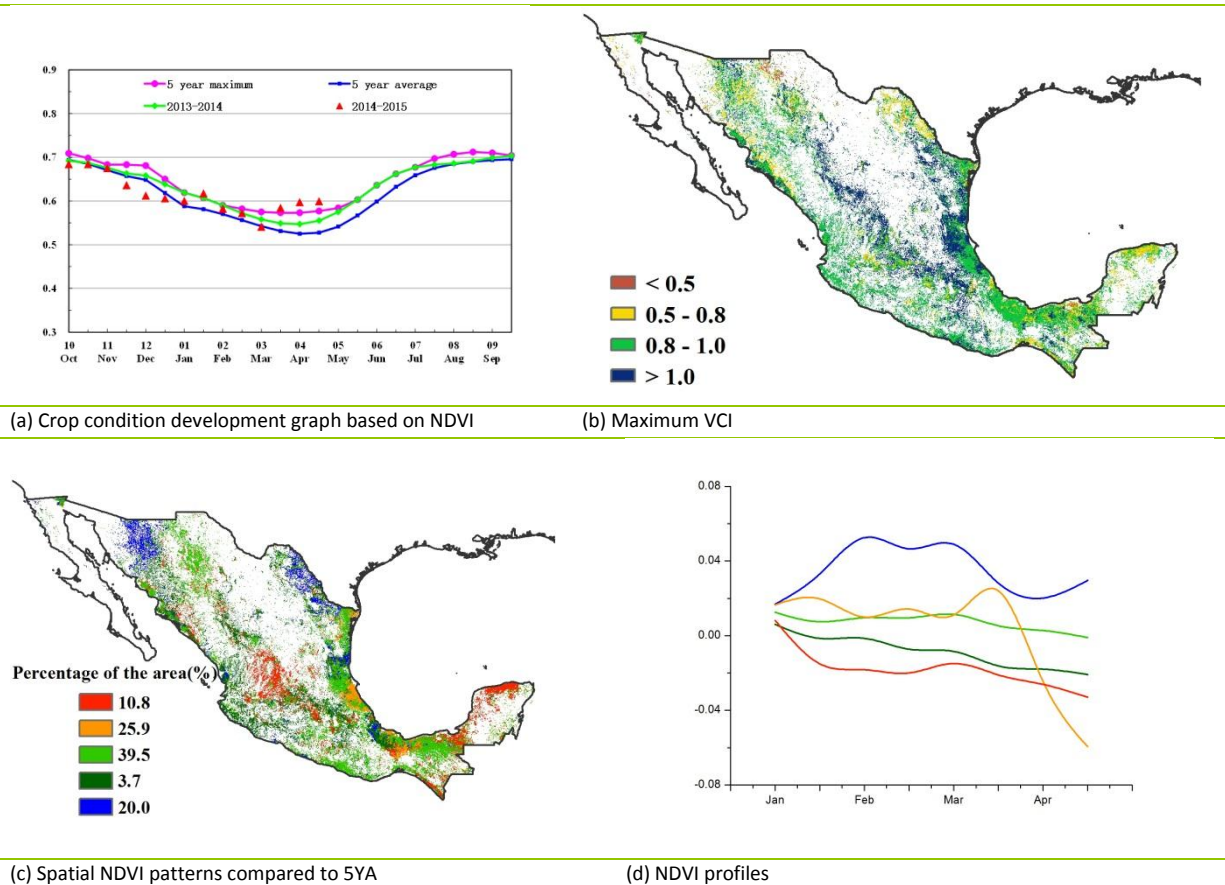 0.9
0.8
0.7
0.6
0.5
0.4
0.3
5 year maximum
5 year average
2013-2014
2014-2015
10 11 12 01 02 03 04 05 06 07 08 09
Oct Nov Dec Jan Feb Mar Apr May Jun Jul Aug Sep
< 0.5
0.5 - 0.8
0.8 - 1.0
> 1.0
(a) Crop condition development graph based on NDVI
(b) Maximum VCI
Percentage of the area(%)
10.8
25.9
39.5
3.7
20.0
0.08
0.04
0.00
-0.04
-0.08
Jan Feb Mar Apr
(c) Spatial NDVI patterns compared to 5YA
(d) NDVI profiles